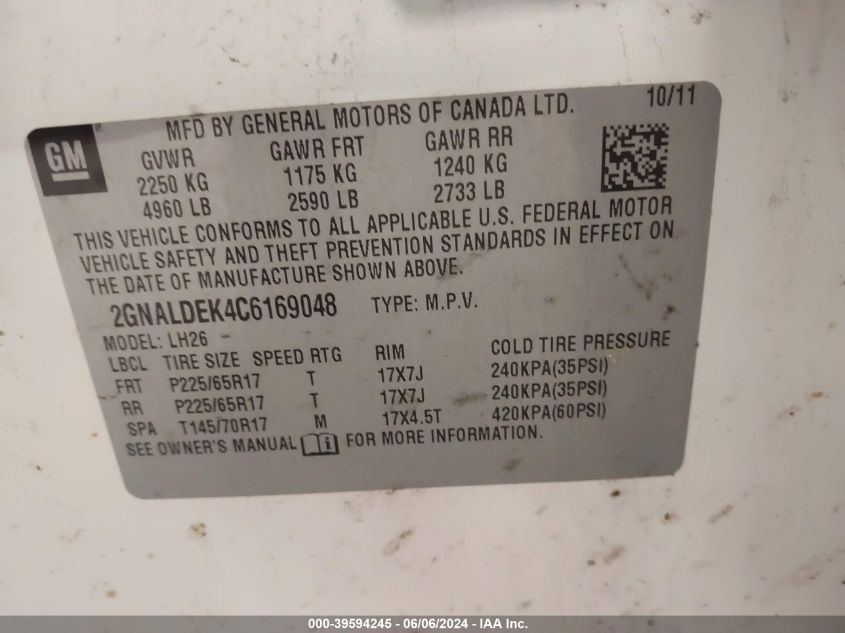 MFD BY GENERAL MOTORS OF CANADA LTD. 10/11
GM
GVWR GAWR FRT GAWR RR
2250 KG 1175 KG 1240 KG
4960 LB 2590 LB 2733 LB
THIS VEHICLE CONFORMS TO ALL APPLICABLE U.S. FEDERAL MOTOR
VEHICLE SAFETY AND THEFT PREVENTION STANDARDS IN EFFECT ON
THE DATE OF MANUFACTURE SHOWN ABOVE.
2GNALDEK4C6169048 TYPE: M.P.V.
MODEL: LH26
LBCL TIRE SIZE SPEED RTG RIM COLD TIRE PRESSURE
FRT P225/65R17 T 17X7J 240KPA(35PSI)
RR P225/65R17 T 17X7J 240KPA(35PSI)
SPA T145/70R17 M 17X4.5T 420KPA(60PSI)
SEE OWNER'S MANUAL FOR MORE INFORMATION.
000-39594245 - 06/06/2024 - IAA Inc.